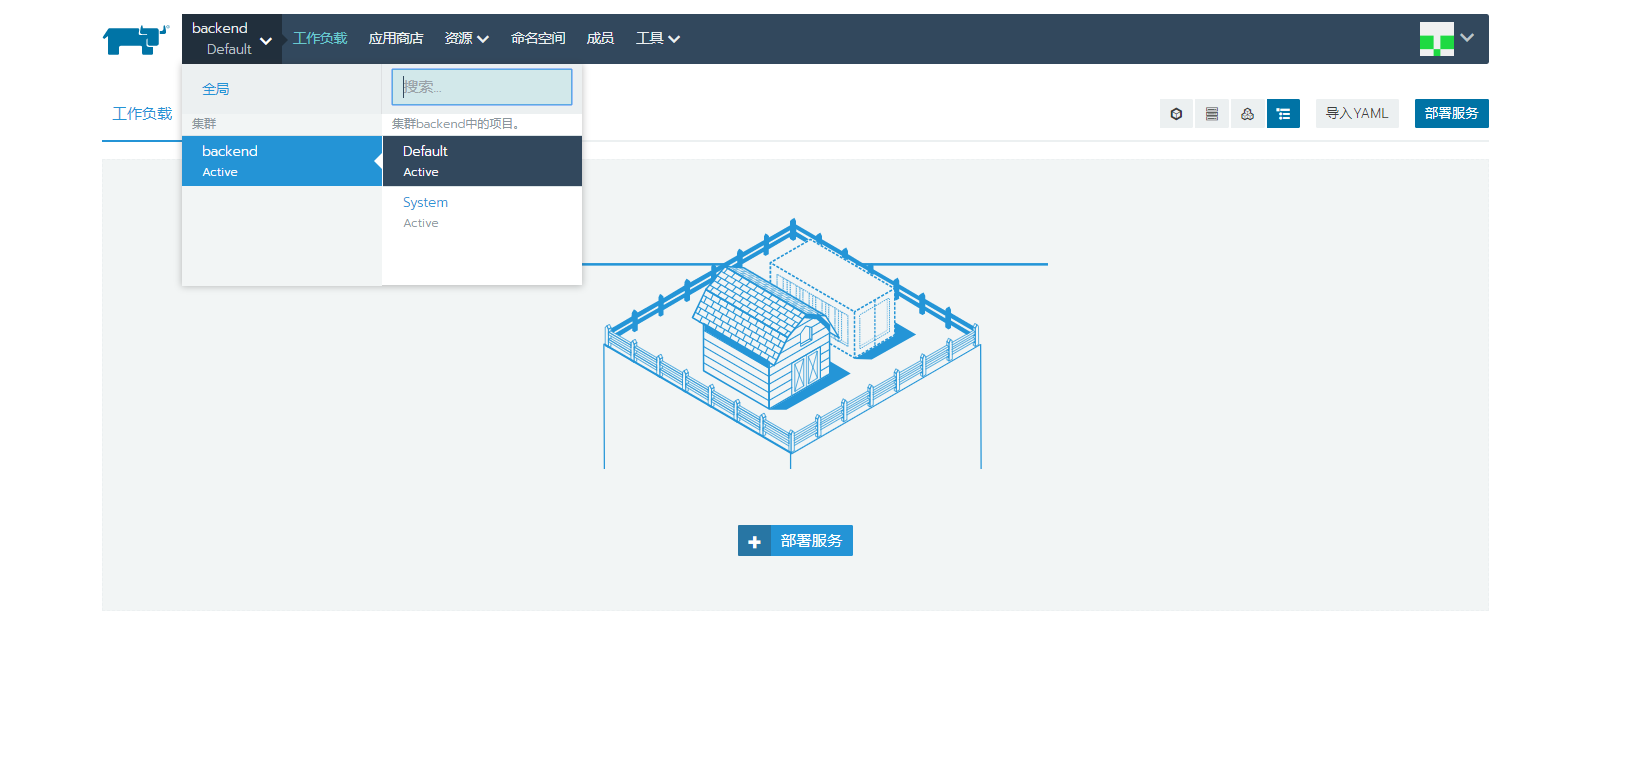 backend
Default
工作负载
应用商店
资源
命名空间
成员
工具
全局
搜索...
工作负载
导入YAML
部署服务
集群
集群backend中的项目。
backend
Active
Default
Active
System
Active
部署服务